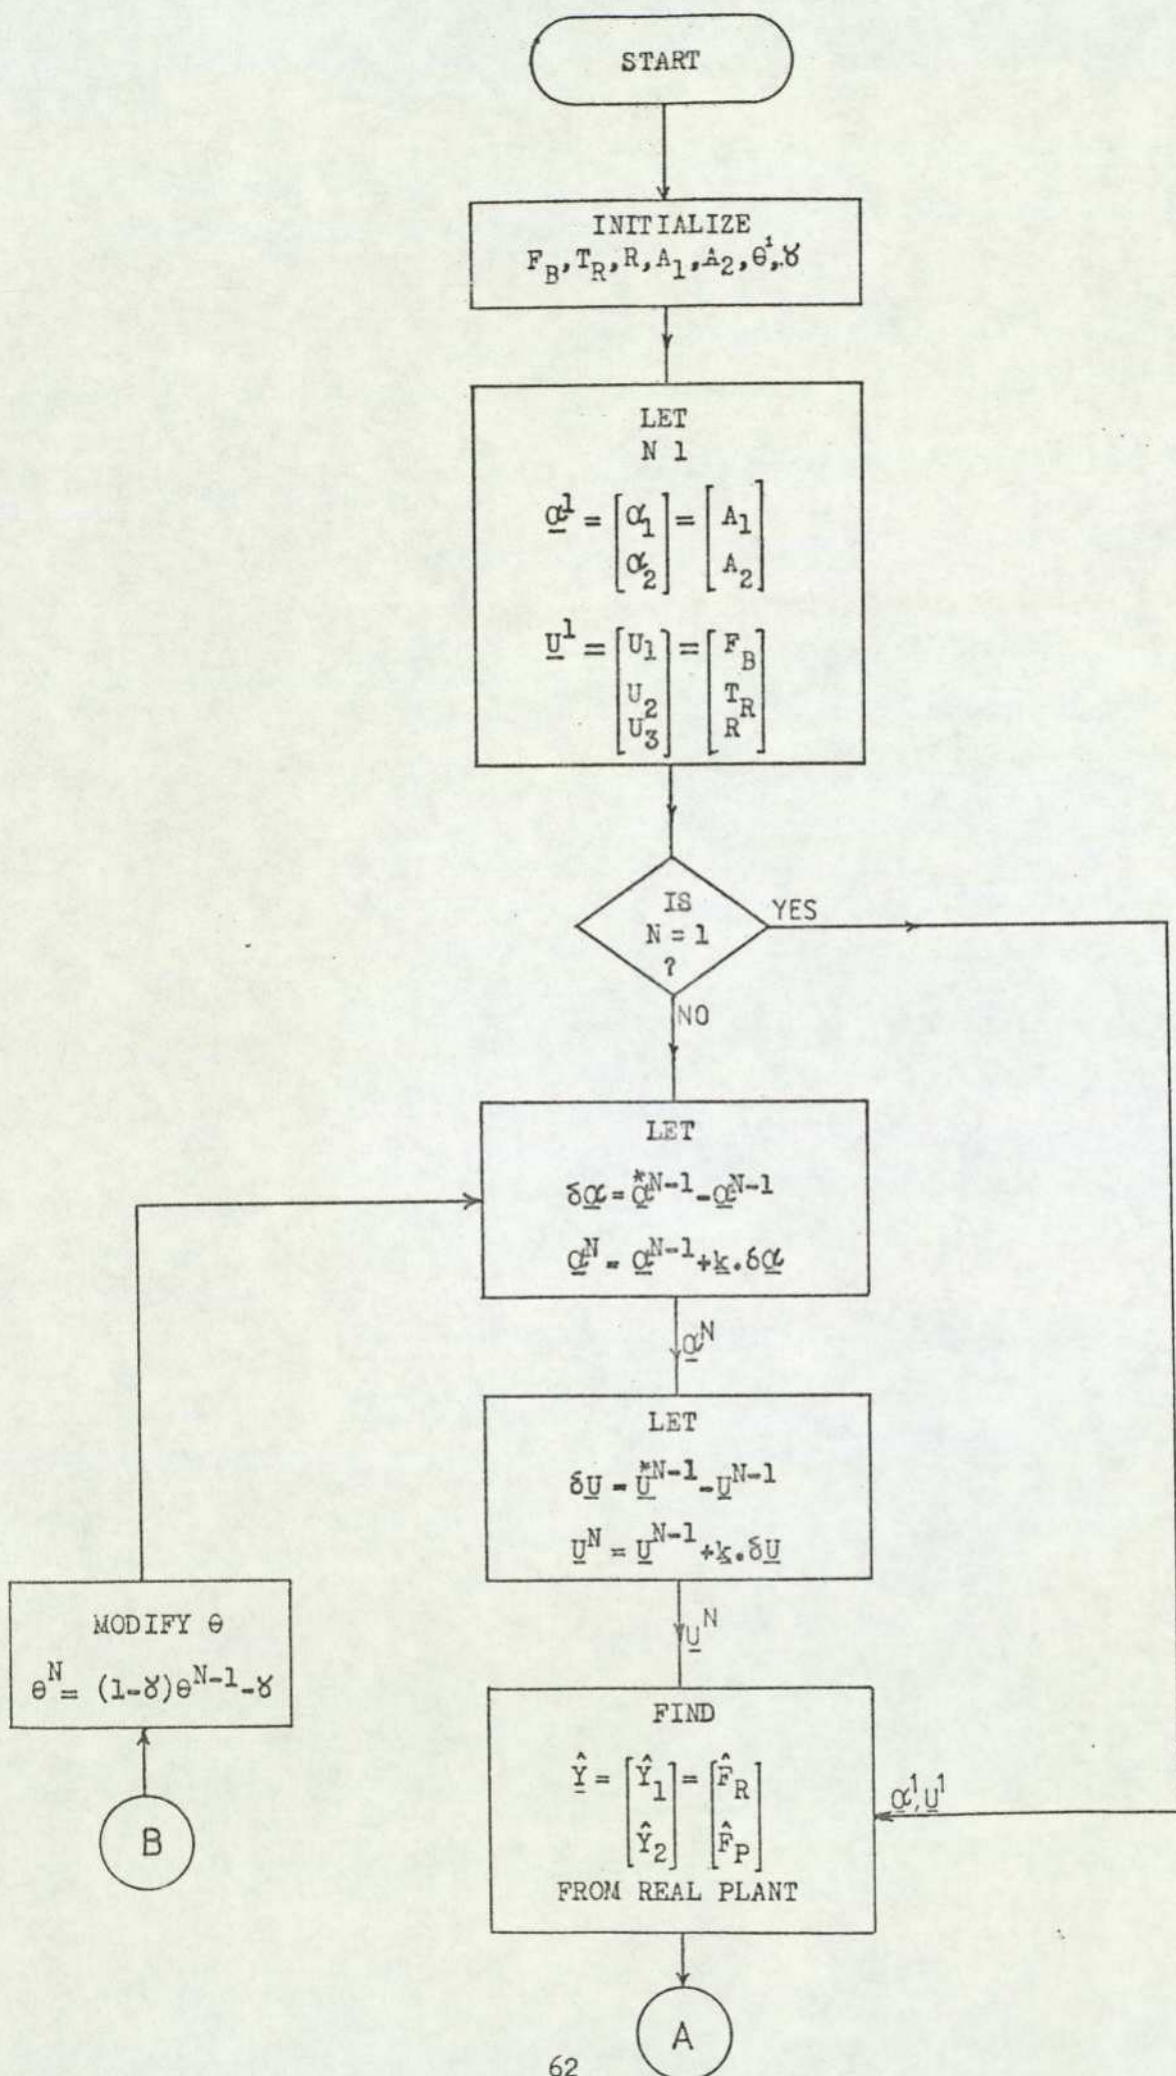 START
INITIALIZE
F_B, T_R, R, A_1, A_2, θ^1, γ
LET
N 1
α^1 = [α_1 α_2] = [A_1 A_2]
U^1 = [U_1 U_2 U_3] = [F_B T_R R]
IS
N = 1
?
YES
NO
LET
δα = α*^N-1 - α^N-1
α^N = α^N-1 + k.δα
α^N
LET
δU = U*^N-1 - U^N-1
U^N = U^N-1 + k.δU
U^N
MODIFY θ
θ^N = (1-γ)θ^N-1 - γ
B
FIND
Ŷ = [Ŷ_1 Ŷ_2] = [F̂_R F̂_P]
FROM REAL PLANT
α^1, U^1
A
62